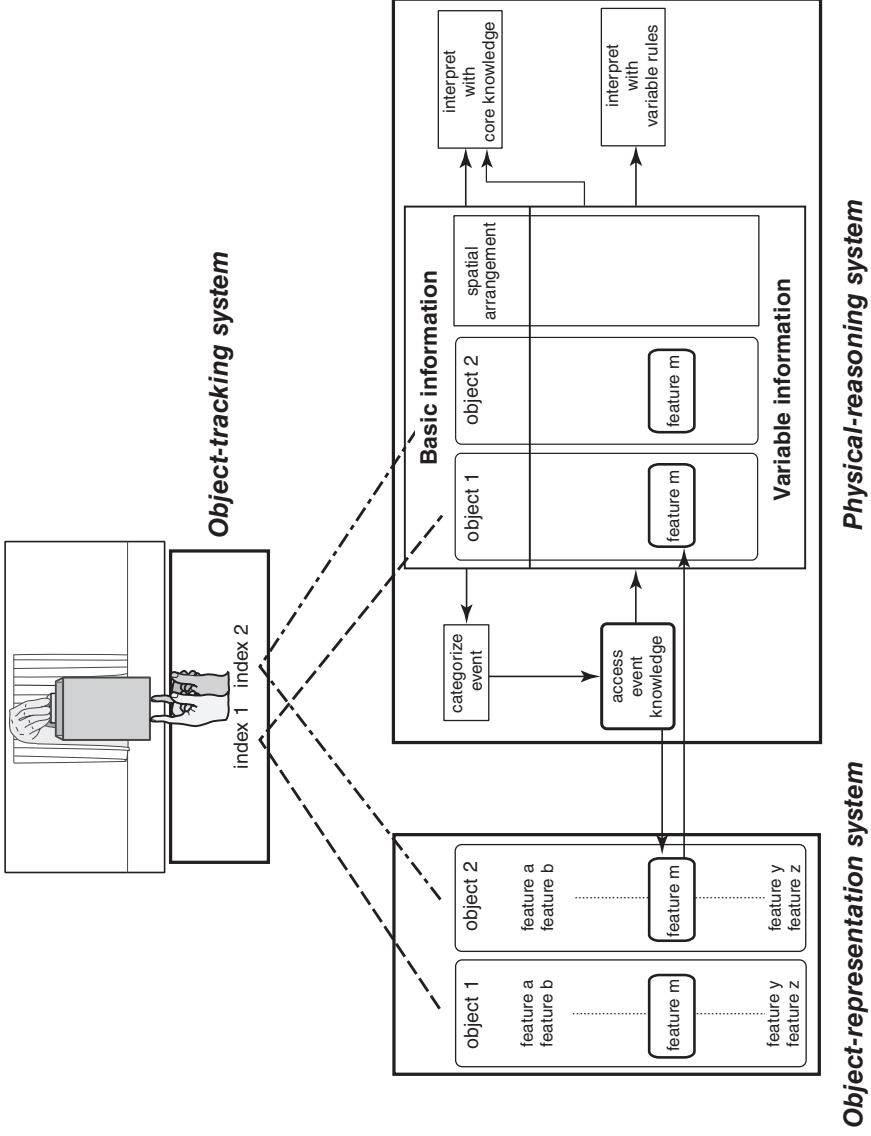 Object-tracking system
index 1
index 2
Object-representation system
object 1
feature a
feature b
feature m
feature y
feature z
object 2
feature a
feature b
feature m
feature y
feature z
Physical-reasoning system
categorize
event
access
event
knowledge
Basic information
object 1
object 2
spatial
arrangement
feature m
feature m
Variable information
interpret
with
core knowledge
interpret
with
variable rules